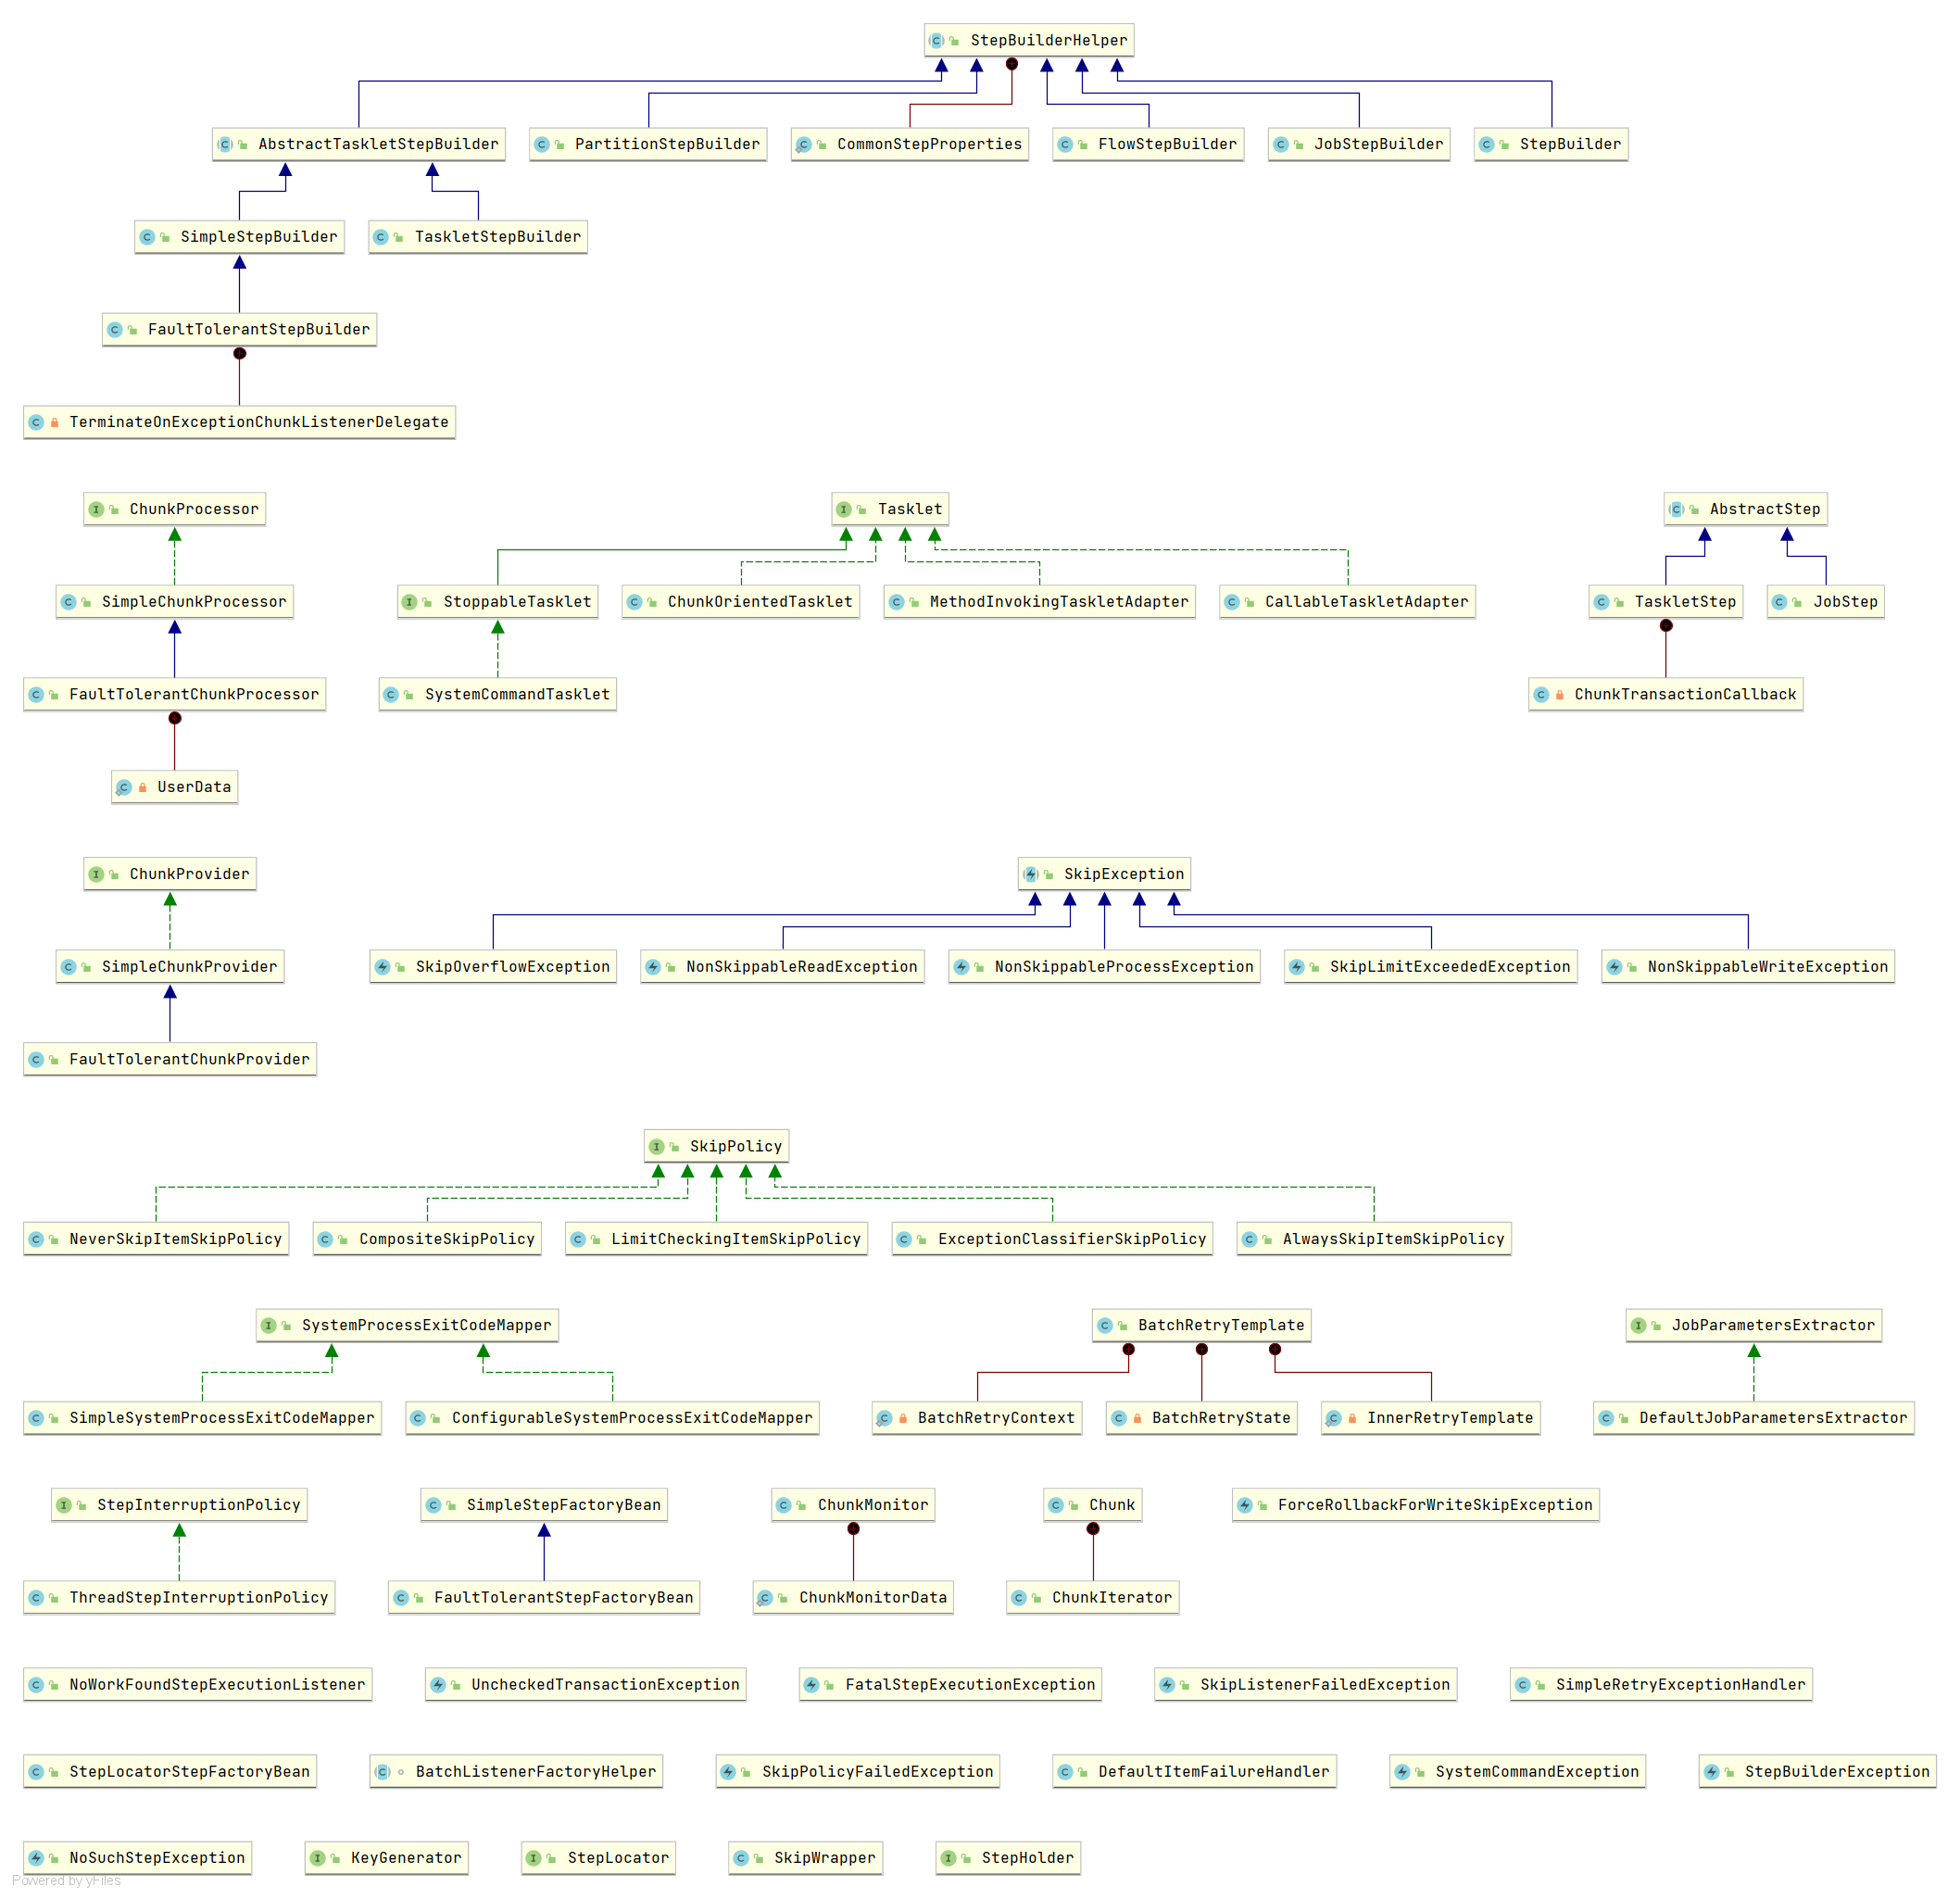 StepBuilderHelper
AbstractTaskletStepBuilder
PartitionStepBuilder
CommonStepProperties
FlowStepBuilder
JobStepBuilder
StepBuilder
SimpleStepBuilder
TaskletStepBuilder
FaultTolerantStepBuilder
TerminateOnExceptionChunkListenerDelegate
ChunkProcessor
Tasklet
AbstractStep
SimpleChunkProcessor
StoppableTasklet
ChunkOrientedTasklet
MethodInvokingTaskletAdapter
CallableTaskletAdapter
TaskletStep
JobStep
FaultTolerantChunkProcessor
SystemCommandTasklet
ChunkTransactionCallback
UserData
ChunkProvider
SkipException
SimpleChunkProvider
SkipOverflowException
NonSkippableReadException
NonSkippableProcessException
SkipLimitExceededException
NonSkippableWriteException
FaultTolerantChunkProvider
SkipPolicy
NeverSkipItemSkipPolicy
CompositeSkipPolicy
LimitCheckingItemSkipPolicy
ExceptionClassifierSkipPolicy
AlwaysSkipItemSkipPolicy
SystemProcessExitCodeMapper
BatchRetryTemplate
JobParametersExtractor
SimpleSystemProcessExitCodeMapper
ConfigurableSystemProcessExitCodeMapper
BatchRetryContext
BatchRetryState
InnerRetryTemplate
DefaultJobParametersExtractor
StepInterruptionPolicy
SimpleStepFactoryBean
ChunkMonitor
Chunk
ForceRollbackForWriteSkipException
ThreadStepInterruptionPolicy
FaultTolerantStepFactoryBean
ChunkMonitorData
ChunkIterator
NoWorkFoundStepExecutionListener
UncheckedTransactionException
FatalStepExecutionException
SkipListenerFailedException
SimpleRetryExceptionHandler
StepLocatorStepFactoryBean
BatchListenerFactoryHelper
SkipPolicyFailedException
DefaultItemFailureHandler
SystemCommandException
StepBuilderException
NoSuchStepException
KeyGenerator
StepLocator
SkipWrapper
StepHolder
Powered by yFiles